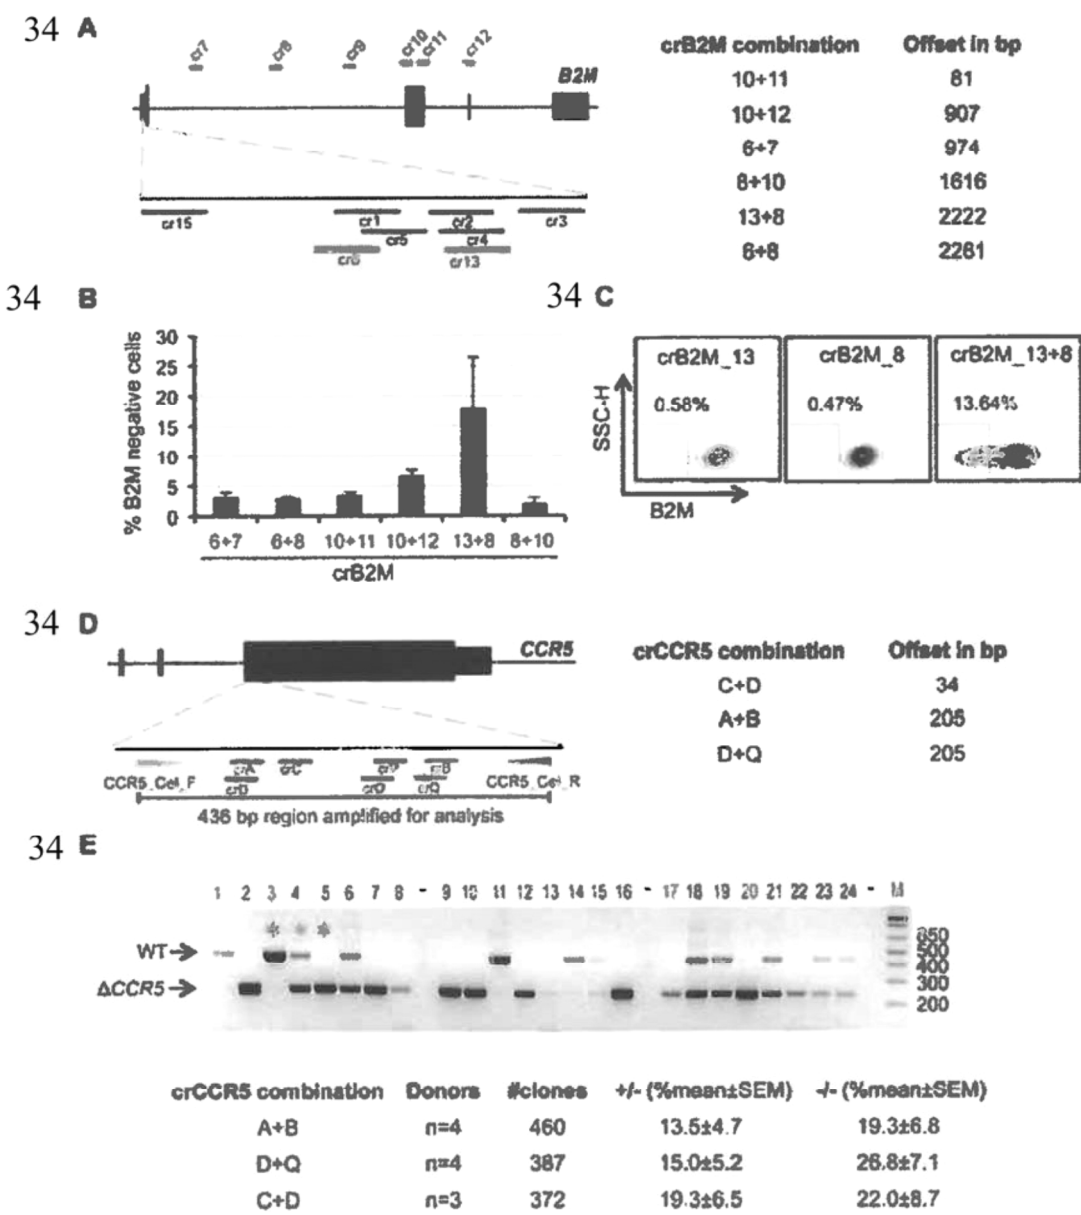 34 A
cr7 cr8 cr9 cr10 cr11 cr12
B2M
cr15 cr1 cr2 cr3
cr5 cr4
cr6 cr13
crB2M combination Offset in bp
10+11 81
10+12 907
6+7 974
8+10 1616
13+8 2222
6+8 2261
34 B
% B2M negative cells
30
25
20
15
10
5
0
6+7 6+8 10+11 10+12 13+8 8+10
crB2M
34 C
crB2M_13 crB2M_8 crB2M_13+8
0.58% 0.47% 13.64%
SSC-H
B2M
34 D
CCR5
crA crC crP crB
CCR5_Cel_F crD crO crQ CCR5_Cel_R
436 bp region amplified for analysis
crCCR5 combination Offset in bp
C+D 34
A+B 205
D+Q 205
34 E
1 2 3 4 5 6 7 8 - 9 10 11 12 13 14 15 16 - 17 18 19 20 21 22 23 24 - M
* * *
WT
ΔCCR5
850
500
400
300
200
crCCR5 combination Donors #clones +/- (%mean±SEM) -/- (%mean±SEM)
A+B n=4 460 13.5±4.7 19.3±6.8
D+Q n=4 387 15.0±5.2 26.8±7.1
C+D n=3 372 19.3±6.5 22.0±8.7